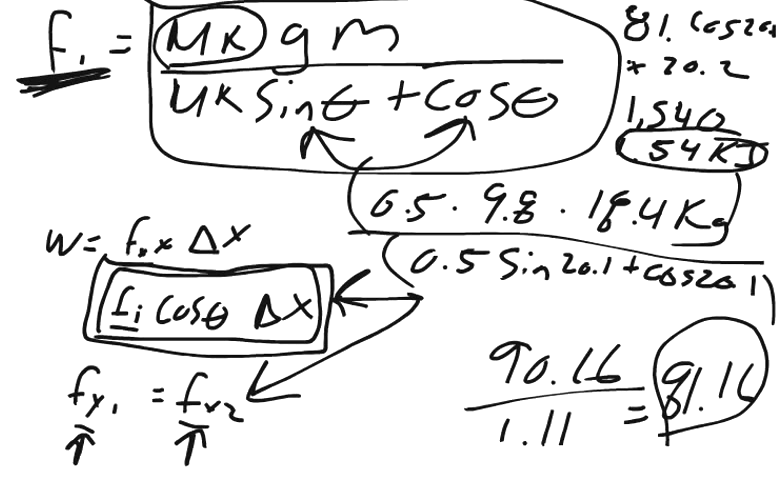 F₁ = μk g m
μk sinθ + cosθ
81. cos20.
* 20.2
1,540
1.54 KJ
0.5 · 9.8 · 18.4 Kg
0.5 sin 20.1 + cos 20.1
W = f₁x Δx
f₁ cosθ Δx
fx₁ = fx₂
90.16
1.11
= 81.16